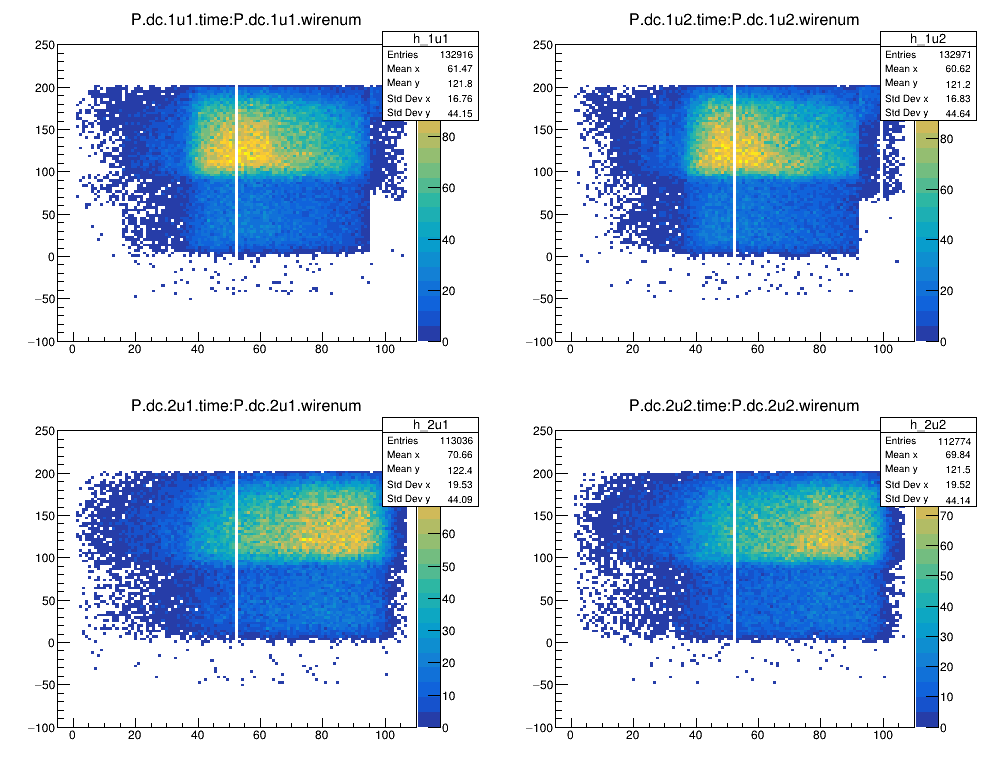 P.dc.1u1.time:P.dc.1u1.wirenum
h_1u1
Entries 132916
Mean x 61.47
Mean y 121.8
Std Dev x 16.76
Std Dev y 44.15
250
200
150
100
50
0
−50
−100
0 20 40 60 80 100
80
60
40
20
0
P.dc.1u2.time:P.dc.1u2.wirenum
h_1u2
Entries 132971
Mean x 60.62
Mean y 121.2
Std Dev x 16.83
Std Dev y 44.64
250
200
150
100
50
0
−50
−100
0 20 40 60 80 100
80
60
40
20
0
P.dc.2u1.time:P.dc.2u1.wirenum
h_2u1
Entries 113036
Mean x 70.66
Mean y 122.4
Std Dev x 19.53
Std Dev y 44.09
250
200
150
100
50
0
−50
−100
0 20 40 60 80 100
60
50
40
30
20
10
0
P.dc.2u2.time:P.dc.2u2.wirenum
h_2u2
Entries 112774
Mean x 69.84
Mean y 121.5
Std Dev x 19.52
Std Dev y 44.14
250
200
150
100
50
0
−50
−100
0 20 40 60 80 100
70
60
50
40
30
20
10
0